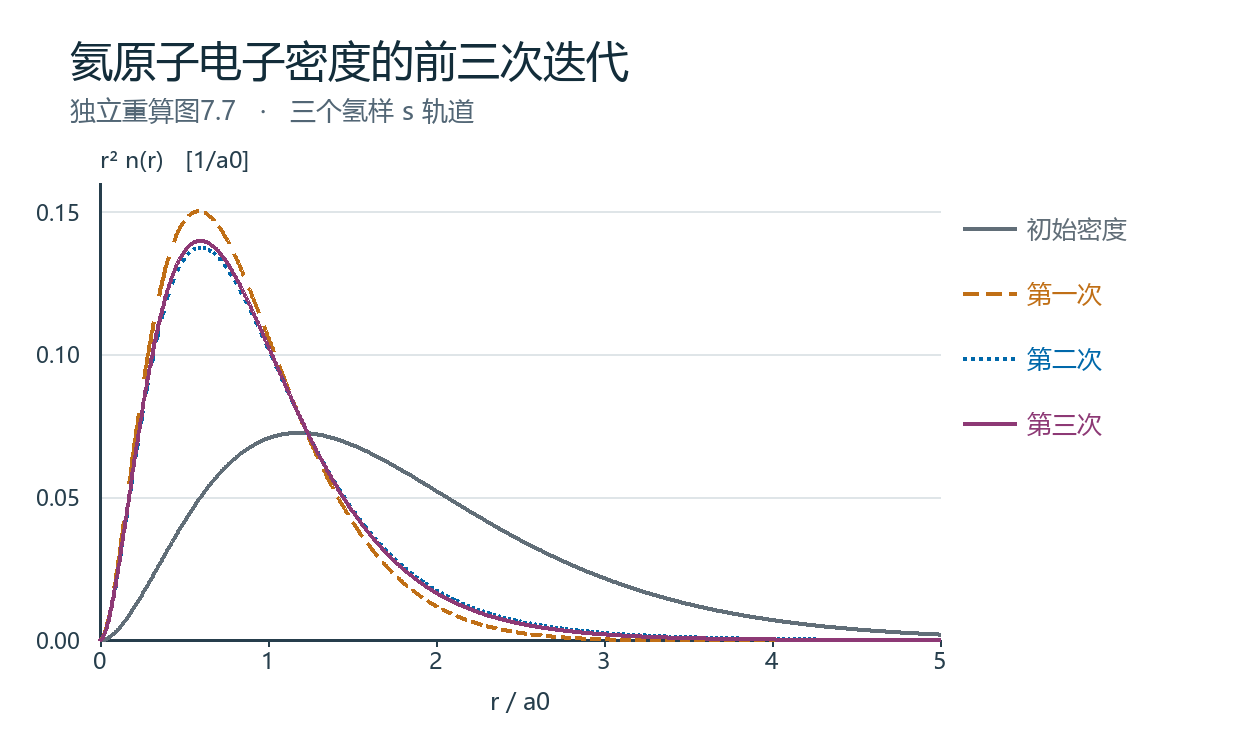 氦原子电子密度的前三次迭代
独立重算图7.7 · 三个氢样 s 轨道
r² n(r) [1/a0]
0.15
0.10
0.05
0.00
0 1 2 3 4 5
r / a0
初始密度
第一次
第二次
第三次